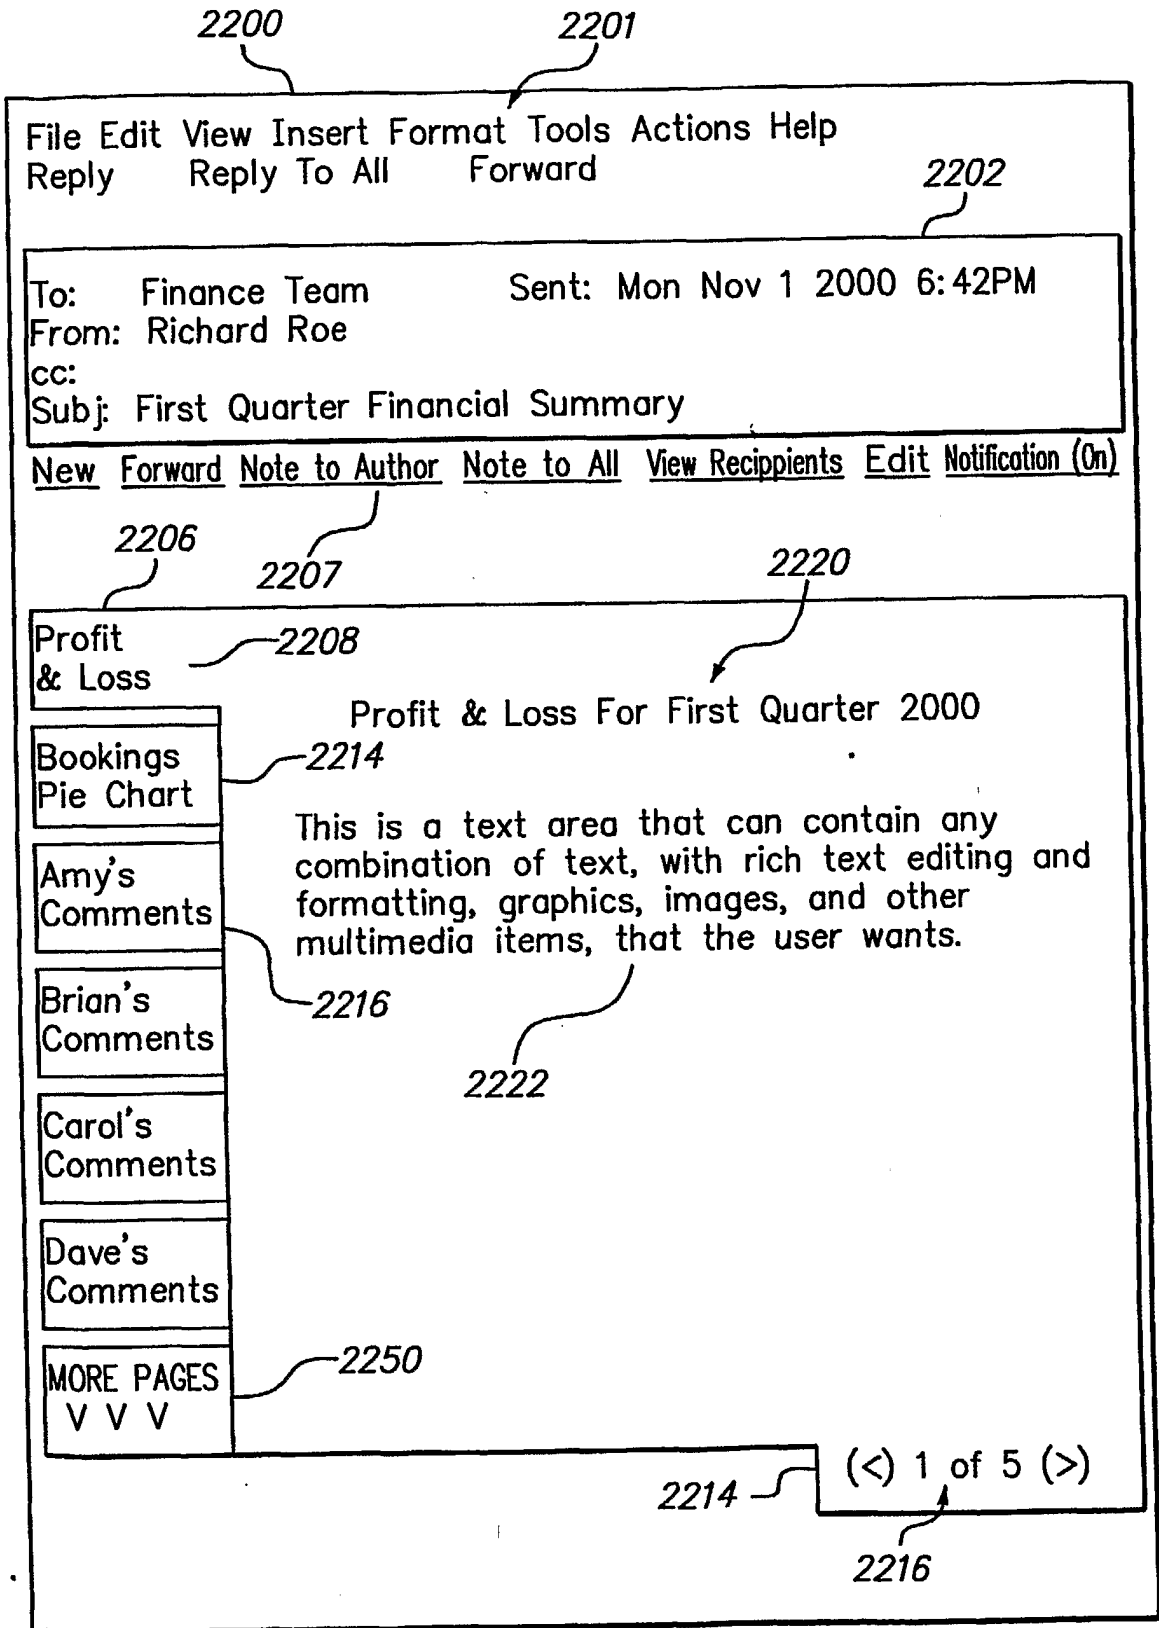 2200 2201
File Edit View Insert Format Tools Actions Help
Reply Reply To All Forward
2202
To: Finance Team Sent: Mon Nov 1 2000 6:42PM
From: Richard Roe
cc:
Subj: First Quarter Financial Summary
New Forward Note to Author Note to All View Recippients Edit Notification (On)
2206
2207
2220
Profit
& Loss
2208
Profit & Loss For First Quarter 2000
Bookings
Pie Chart
2214
This is a text area that can contain any
combination of text, with rich text editing and
formatting, graphics, images, and other
multimedia items, that the user wants.
Amy's
Comments
2216
2222
Brian's
Comments
Carol's
Comments
Dave's
Comments
MORE PAGES
V V V
2250
(<) 1 of 5 (>)
2214
2216